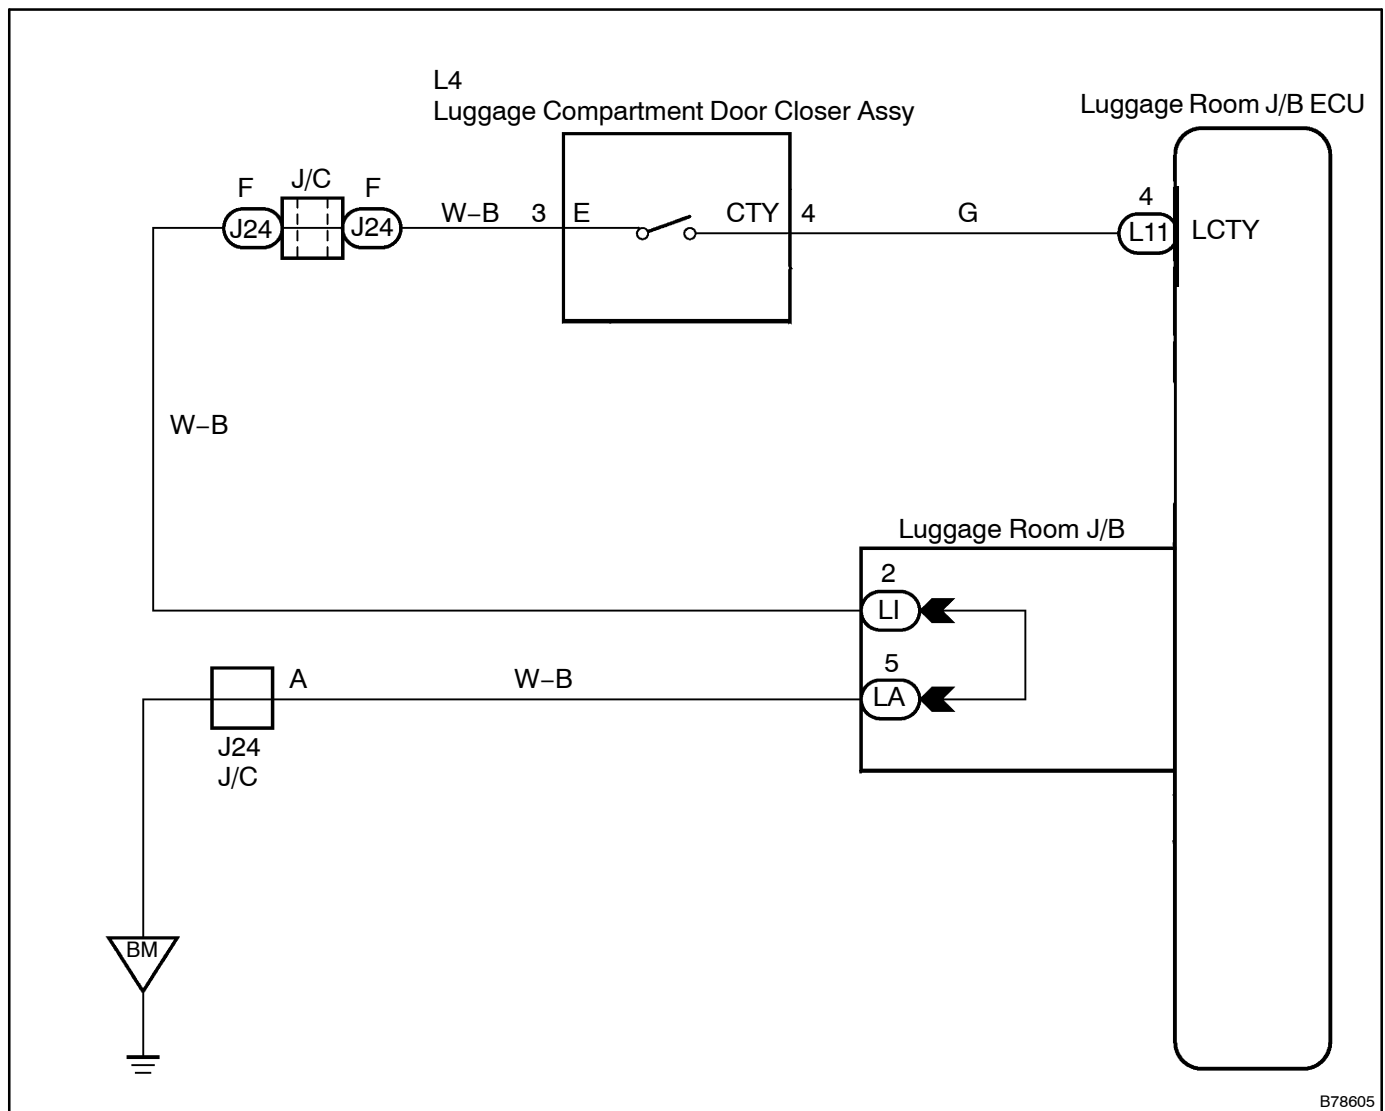 L4
Luggage Compartment Door Closer Assy
Luggage Room J/B ECU
F
J/C
F
J24
J24
W–B
3
E
CTY
4
G
4
L11
LCTY
W–B
Luggage Room J/B
2
LI
5
LA
A
W–B
J24
J/C
BM
B78605